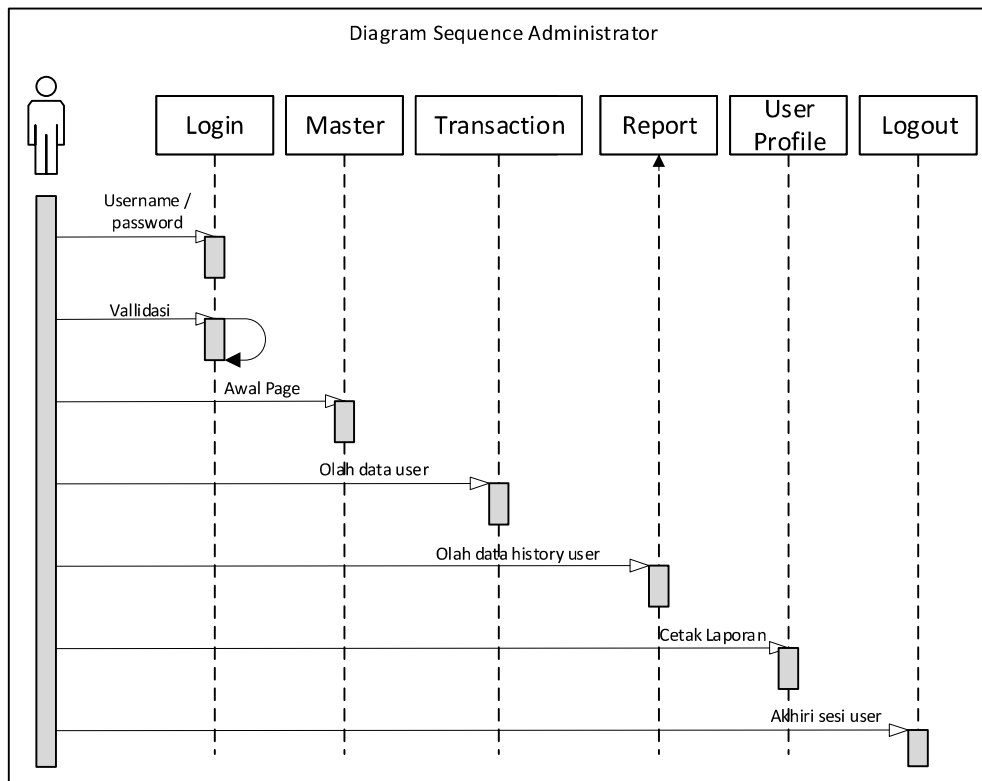 Diagram Sequence Administrator
Login
Master
Transaction
Report
User
Profile
Logout
Username /
password
Vallidasi
Awal Page
Olah data user
Olah data history user
Cetak Laporan
Akhiri sesi user